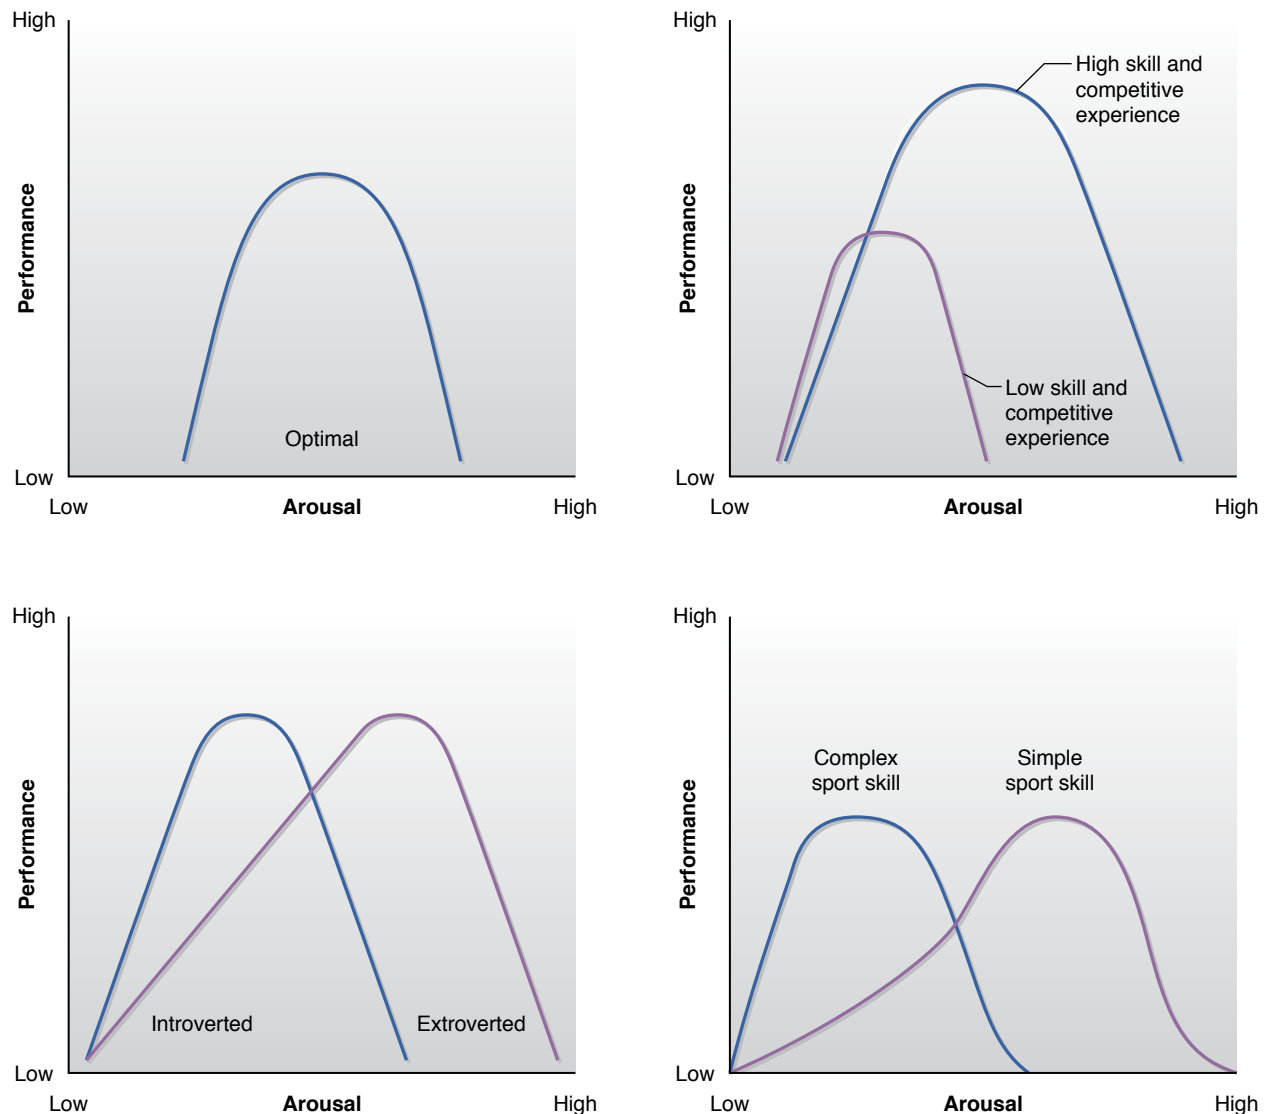 High
Performance
Optimal
Low
Low
Arousal
High
High
High skill and
competitive
experience
Performance
Low skill and
competitive
experience
Low
Low
Arousal
High
High
Performance
Introverted
Extroverted
Low
Low
Arousal
High
High
Complex
sport skill
Simple
sport skill
Performance
Low
Low
Arousal
High